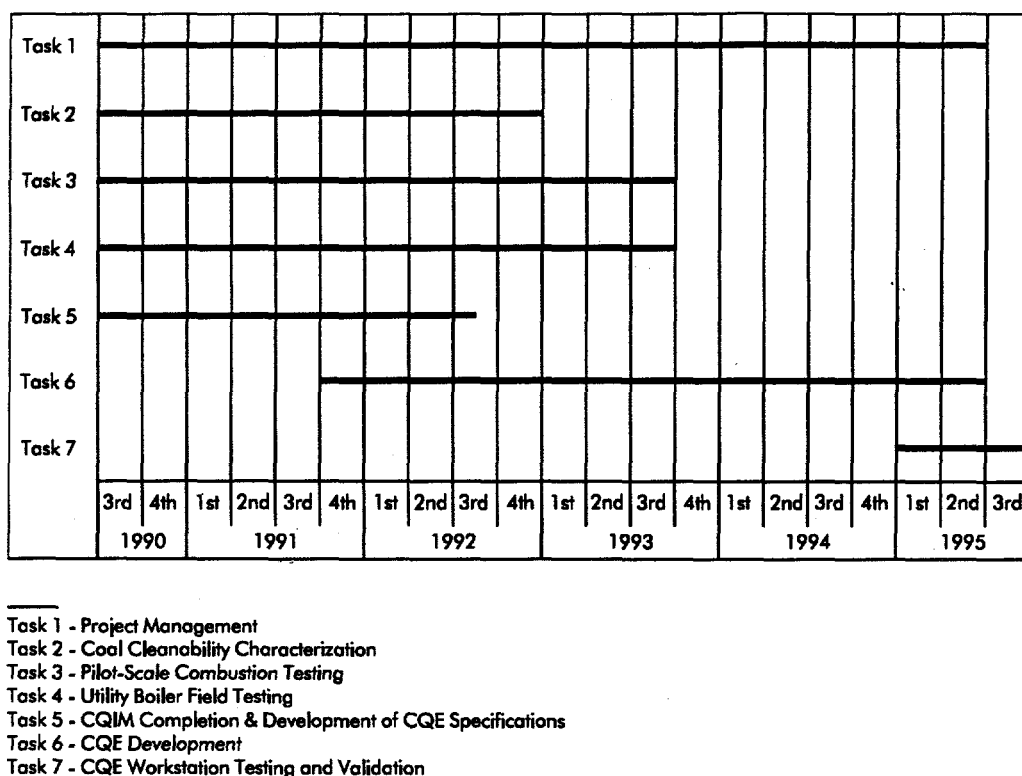 Task 1
Task 2
Task 3
Task 4
Task 5
Task 6
Task 7
3rd 4th 1st 2nd 3rd 4th 1st 2nd 3rd 4th 1st 2nd 3rd 4th 1st 2nd 3rd 4th 1st 2nd 3rd
1990 1991 1992 1993 1994 1995
Task 1 - Project Management
Task 2 - Coal Cleanability Characterization
Task 3 - Pilot-Scale Combustion Testing
Task 4 - Utility Boiler Field Testing
Task 5 - CQIM Completion & Development of CQE Specifications
Task 6 - CQE Development
Task 7 - CQE Workstation Testing and Validation